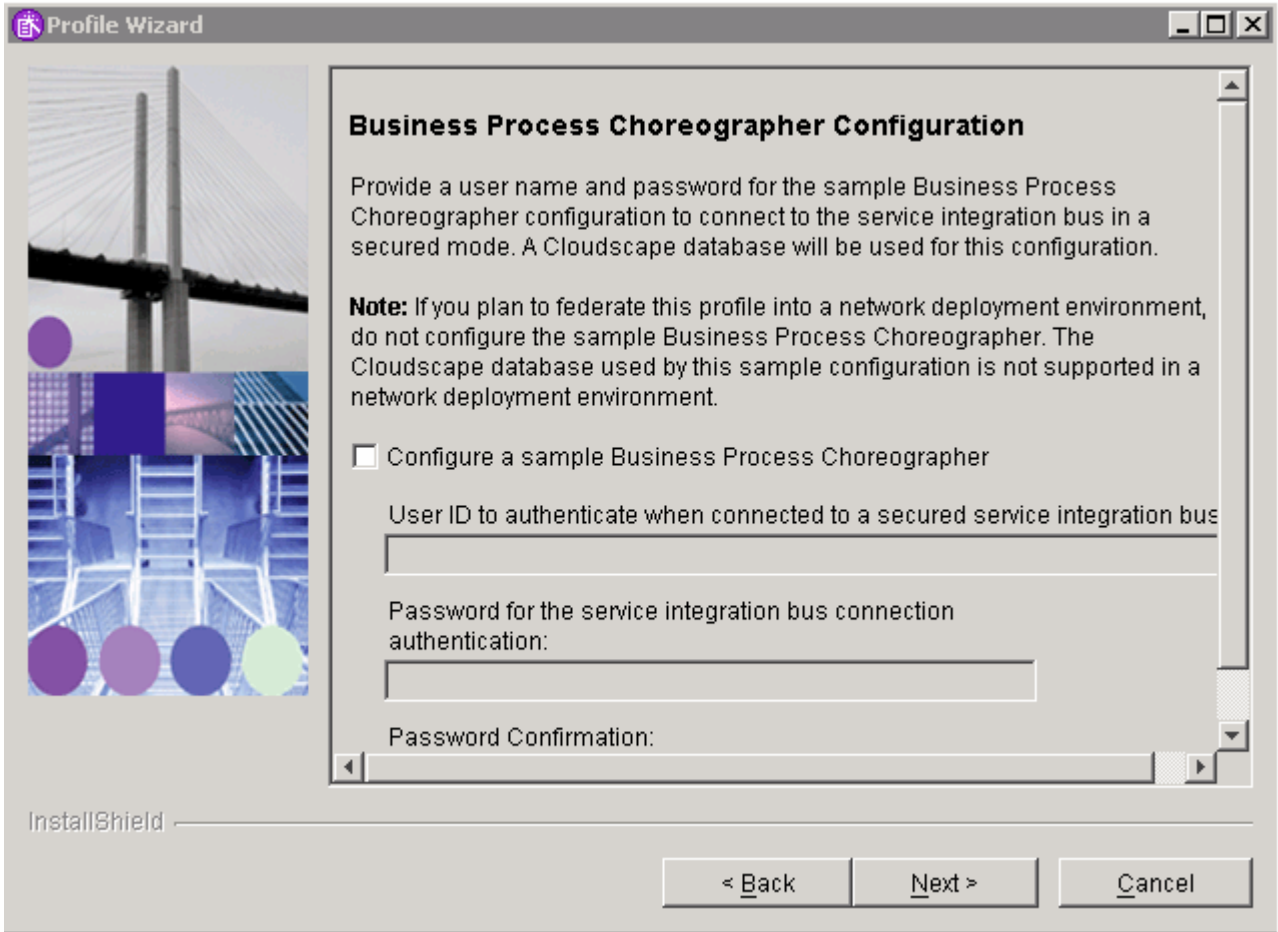 Profile Wizard
Business Process Choreographer Configuration
Provide a user name and password for the sample Business Process
Choreographer configuration to connect to the service integration bus in a
secured mode. A Cloudscape database will be used for this configuration.
Note: If you plan to federate this profile into a network deployment environment,
do not configure the sample Business Process Choreographer. The
Cloudscape database used by this sample configuration is not supported in a
network deployment environment.
Configure a sample Business Process Choreographer
User ID to authenticate when connected to a secured service integration bus
Password for the service integration bus connection
authentication:
Password Confirmation:
InstallShield
< Back
Next >
Cancel